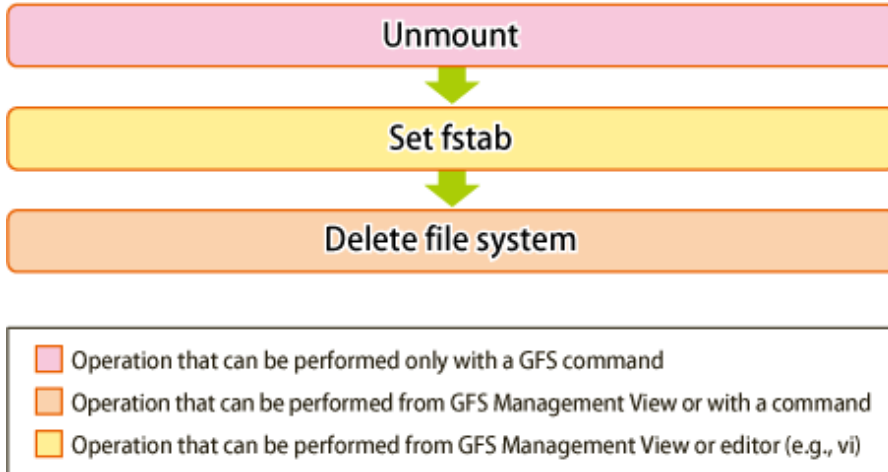 Unmount
Set fstab
Delete file system
Operation that can be performed only with a GFS command
Operation that can be performed from GFS Management View or with a command
Operation that can be performed from GFS Management View or editor (e.g., vi)